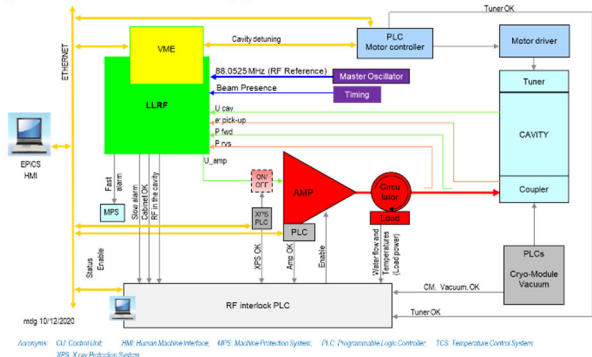 Tuner OK
ETHERNET
VME
Cavity detuning
PLC
Motor controller
Motor driver
88.0525 MHz (RF Reference)
Master Oscillator
Beam Presence
Timing
LLRF
Tuner
U cav
e- pick-up
P fwd
P rvs
CAVITY
U_amp
EPICS
HMI
ON/
OFF
AMP
Circu
lator
Coupler
Fast
alarm
MPS
Slow alarm
Cabinet OK
RF in the cavity
XPS
PLC
PLC
Load
Status
Enable
XPS_OK
Amp_OK
Enable
Water flow and
Temperatures
(Load power)
PLCs
Cryo-Module
Vacuum
CM, Vacuum, OK
RF interlock PLC
Tuner OK
mdg 10/12/2020
Acronyms: CU: Control Unit; HMI: Human Machine Interface; MPS: Machine Protection System; PLC: Programmable Logic Controller; TCS: Temperature Control System;
XPS: X ray Protection System